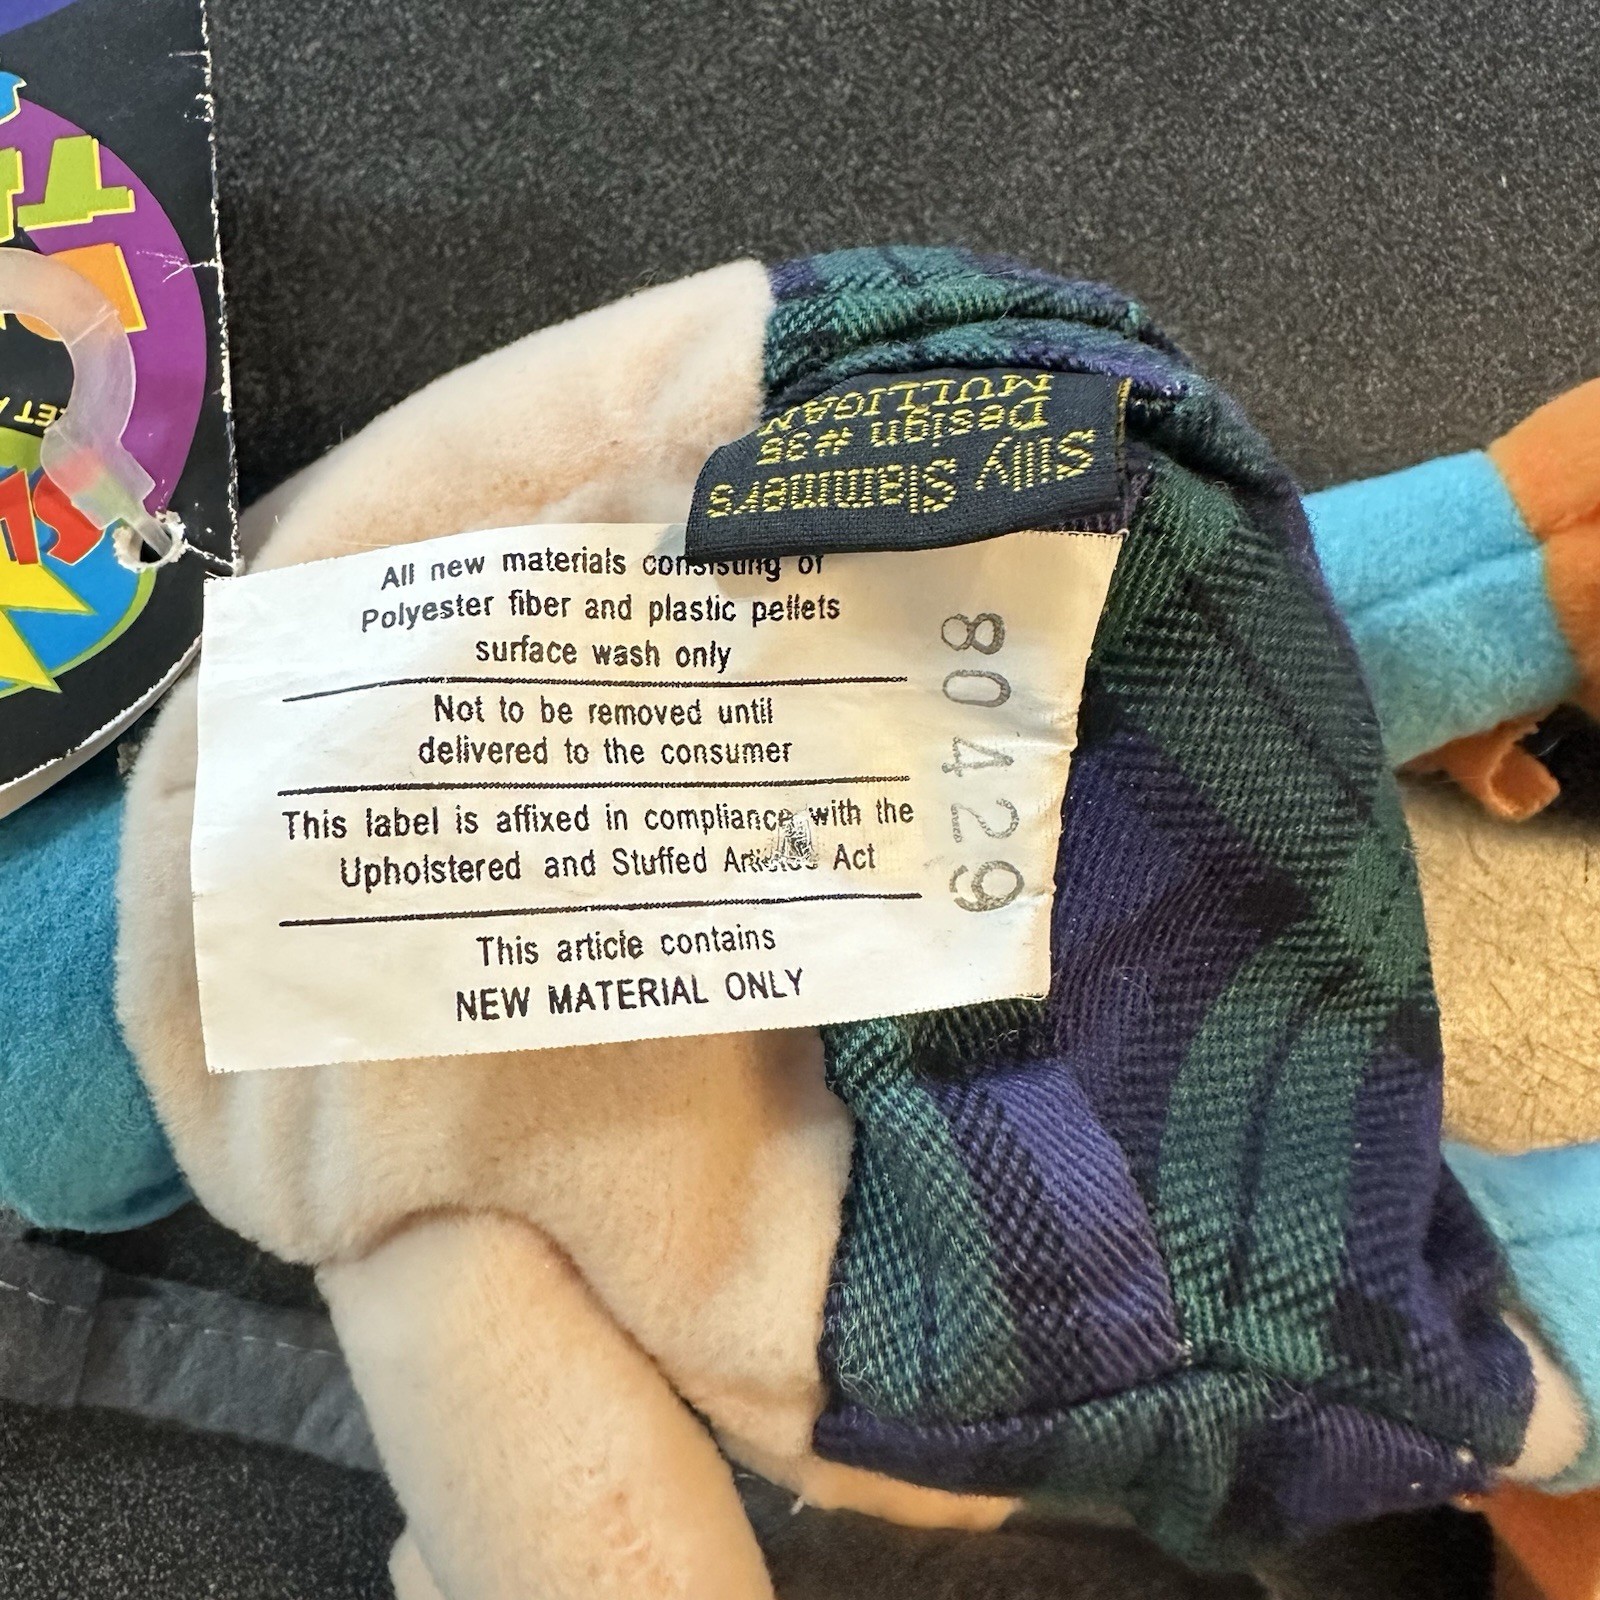 Silly Slammers
Design #38
MULLIGAN
All new materials consisting of
Polyester fiber and plastic pellets
surface wash only
Not to be removed until
delivered to the consumer
This label is affixed in compliance with the
Upholstered and Stuffed Articles Act
This article contains
NEW MATERIAL ONLY
80429